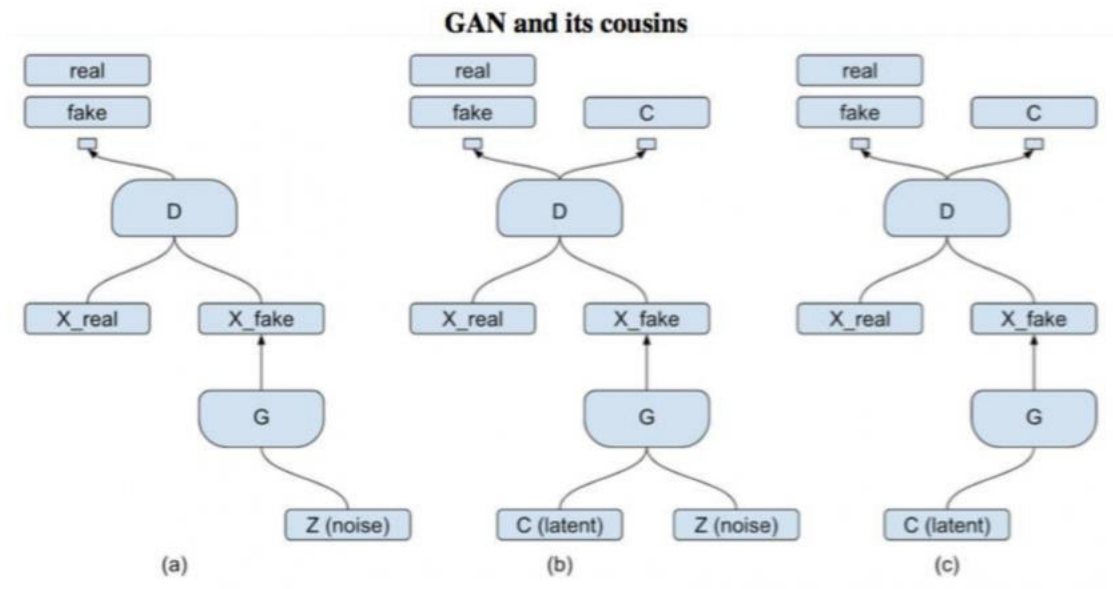 GAN and its cousins
real
fake
D
X_real
X_fake
G
Z (noise)
(a)
real
fake
C
D
X_real
X_fake
G
C (latent)
Z (noise)
(b)
real
fake
C
D
X_real
X_fake
G
C (latent)
(c)